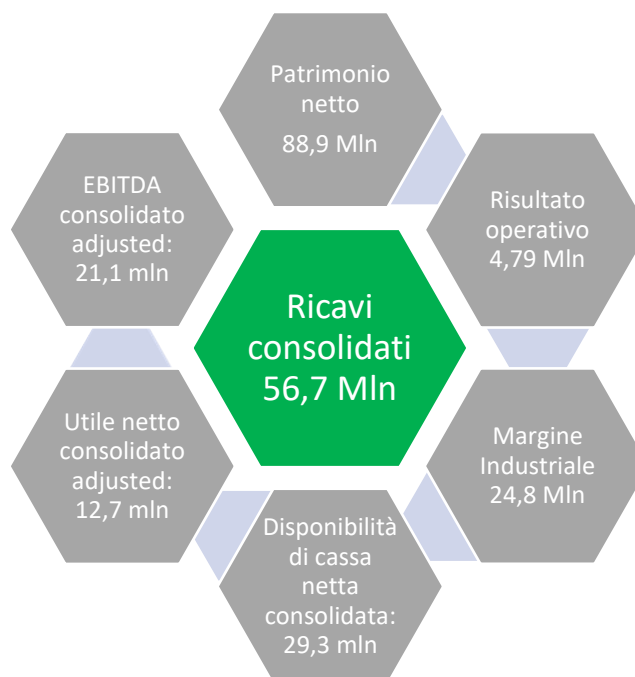 Patrimonio
netto
88,9 Mln
Risultato
operativo
4,79 Mln
Margine
Industriale
24,8 Mln
Disponibilità
di cassa
netta
consolidata:
29,3 mln
Utile netto
consolidato
adjusted:
12,7 mln
EBITDA
consolidato
adjusted:
21,1 mln
Ricavi
consolidati
56,7 Mln